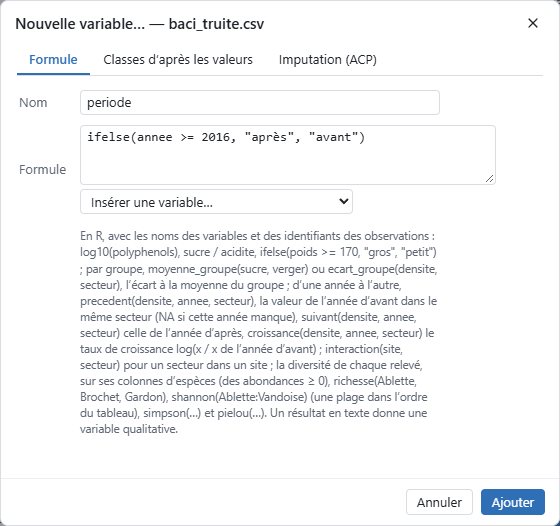 Nouvelle variable… — baci_truite.csv
Formule
Classes d’après les valeurs
Imputation (ACP)
Nom
periode
ifelse(annee >= 2016, "après", "avant")
Formule
Insérer une variable…
En R, avec les noms des variables et des identifiants des observations :
log10(polyphenols), sucre / acidite, ifelse(poids >= 170, "gros", "petit")
; par groupe, moyenne_groupe(sucre, verger) ou ecart_groupe(densite,
secteur), l’écart à la moyenne du groupe ; d’une année à l’autre,
precedent(densite, annee, secteur), la valeur de l’année d’avant dans le
même secteur (NA si cette année manque), suivant(densite, annee,
secteur) celle de l’année d’après, croissance(densite, annee, secteur) le
taux de croissance log(x / x de l’année d’avant) ; interaction(site,
secteur) pour un secteur dans un site ; la diversité de chaque relevé,
sur ses colonnes d’espèces (des abondances ≥ 0), richesse(Ablette,
Brochet, Gardon), shannon(Ablette:Vandoise) (une plage dans l’ordre
du tableau), simpson(…) et pielou(…). Un résultat en texte donne une
variable qualitative.
Annuler
Ajouter